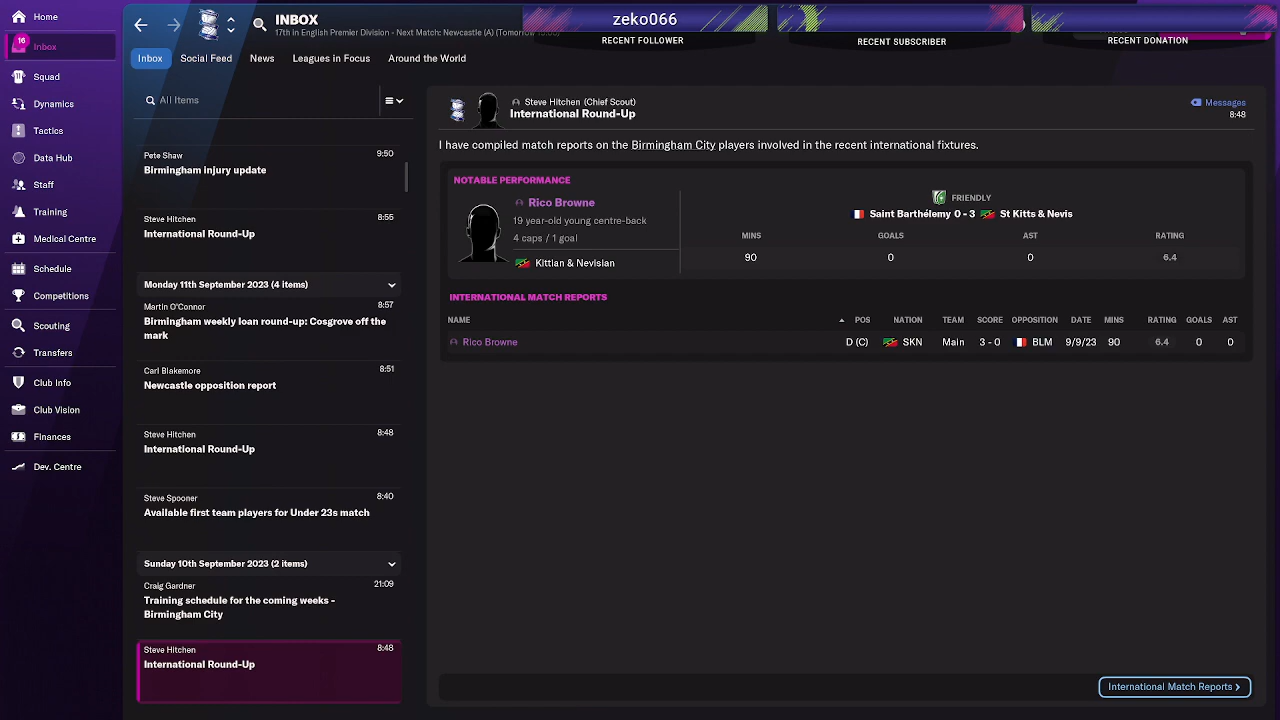 Home
16
Inbox
Squad
Dynamics
Tactics
Data Hub
Staff
Training
Medical Centre
Schedule
Competitions
Scouting
Transfers
Club Info
Club Vision
Finances
Dev. Centre
INBOX
17th in English Premier Division - Next Match: Newcastle (A) (Tomorrow
zeko066
RECENT FOLLOWER
RECENT SUBSCRIBER
RECENT DONATION
Inbox
Social Feed
News
Leagues in Focus
Around the World
All Items
Pete Shaw 9:50
Birmingham injury update
Steve Hitchen 8:55
International Round-Up
Monday 11th September 2023 (4 items)
Martin O'Connor 8:57
Birmingham weekly loan round-up: Cosgrove off the
mark
Carl Blakemore 8:51
Newcastle opposition report
Steve Hitchen 8:48
International Round-Up
Steve Spooner 8:40
Available first team players for Under 23s match
Sunday 10th September 2023 (2 items)
Craig Gardner 21:09
Training schedule for the coming weeks -
Birmingham City
Steve Hitchen 8:48
International Round-Up
Steve Hitchen (Chief Scout)
International Round-Up
Messages
8:48
I have compiled match reports on the Birmingham City players involved in the recent international fixtures.
NOTABLE PERFORMANCE
Rico Browne
19 year-old young centre-back
4 caps / 1 goal
Kittian & Nevisian
FRIENDLY
Saint Barthélemy 0 - 3 St Kitts & Nevis
MINS GOALS AST RATING
90 0 0 6.4
INTERNATIONAL MATCH REPORTS
NAME POS NATION TEAM SCORE OPPOSITION DATE MINS RATING GOALS AST
Rico Browne D (C) SKN Main 3 - 0 BLM 9/9/23 90 6.4 0 0
International Match Reports